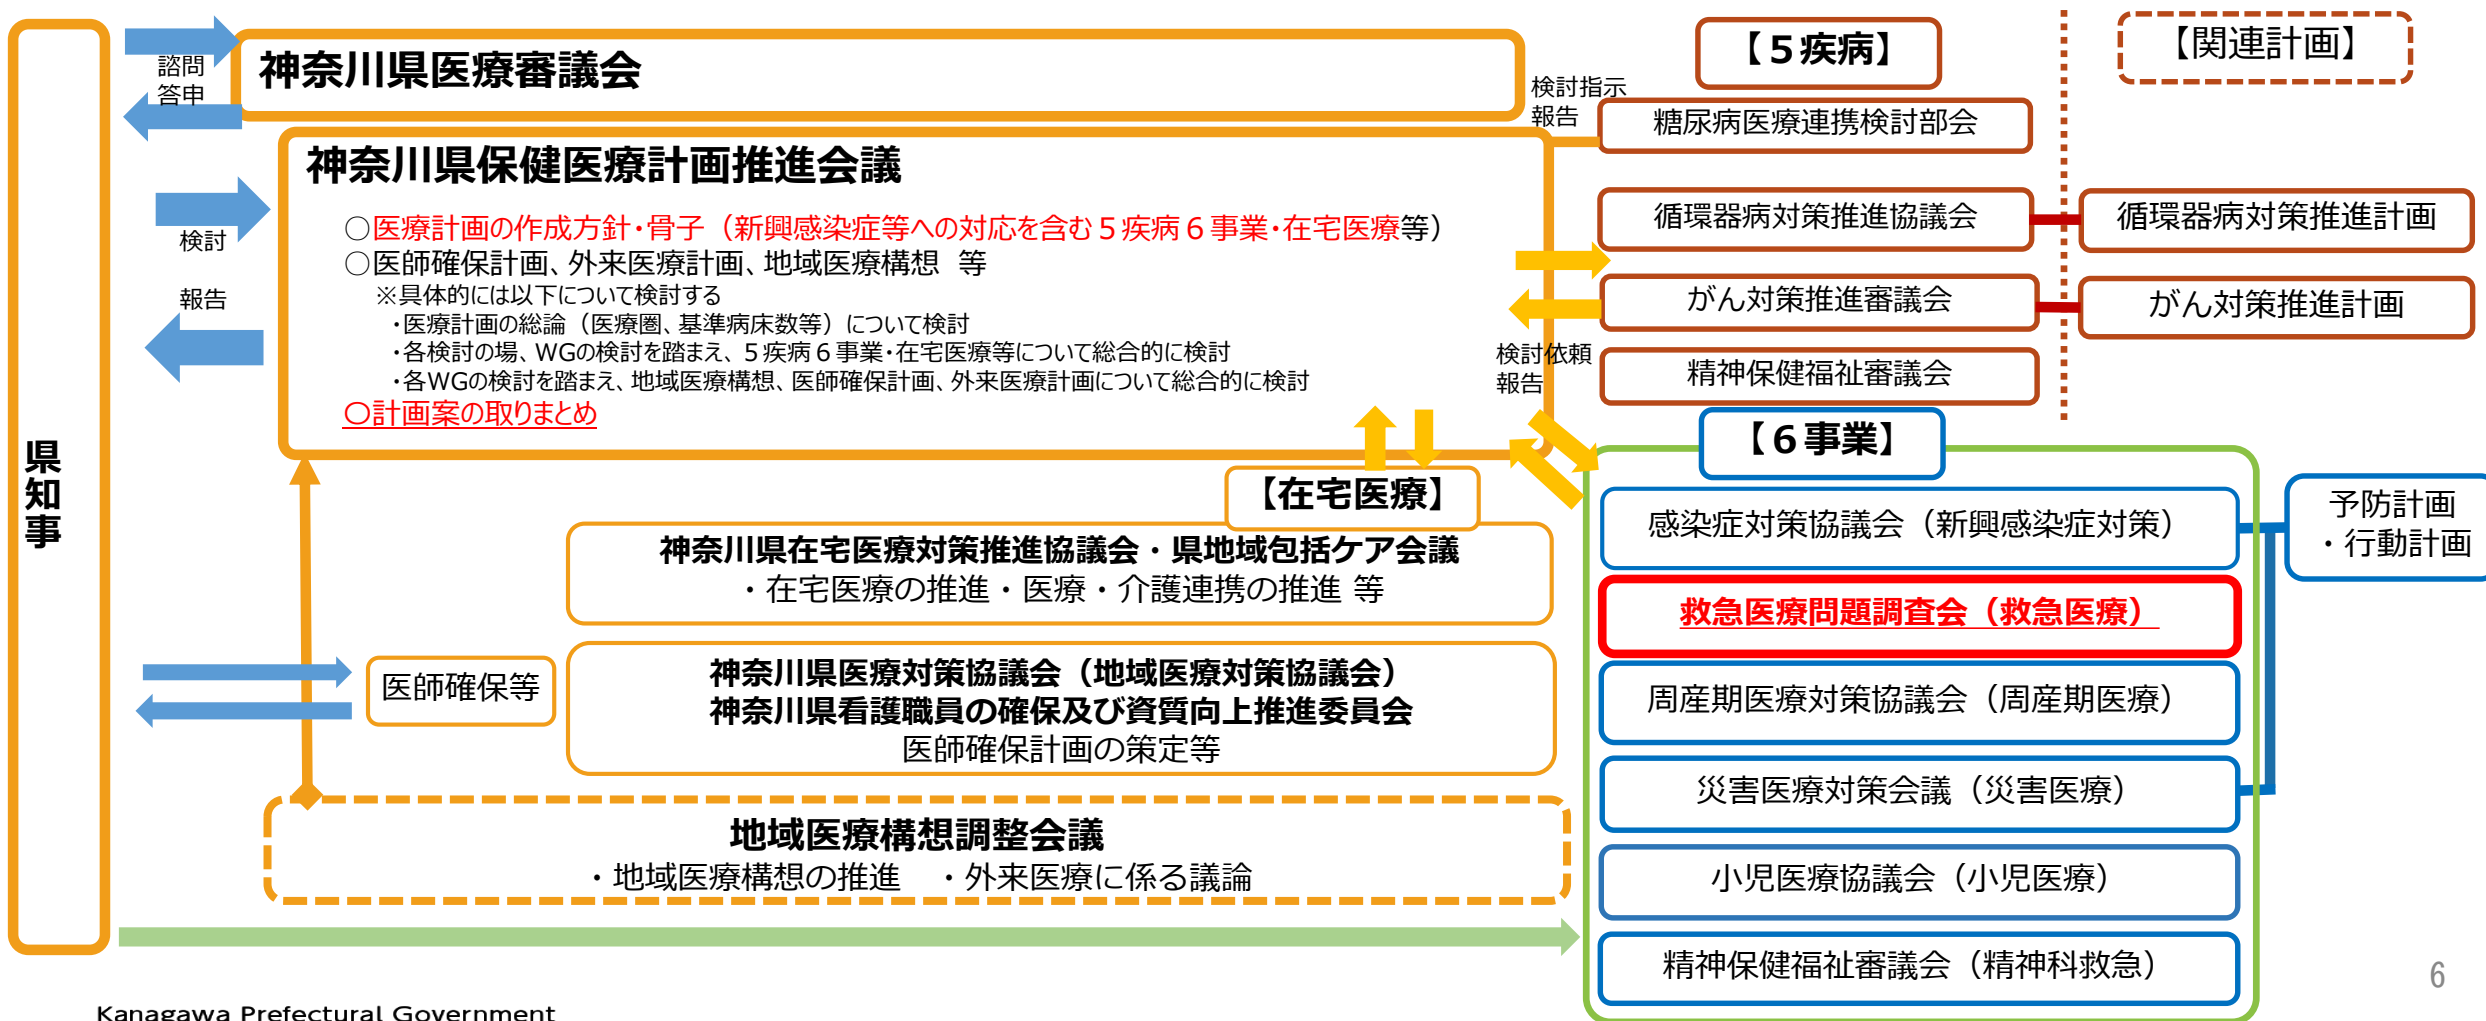 県知事
諮問
答申
神奈川県医療審議会
検討指示
報告
神奈川県保健医療計画推進会議
○医療計画の作成方針・骨子（新興感染症等への対応を含む５疾病６事業・在宅医療等）
○医師確保計画、外来医療計画、地域医療構想 等
※具体的には以下について検討する
・医療計画の総論（医療圏、基準病床数等）について検討
・各検討の場、WGの検討を踏まえ、５疾病６事業・在宅医療等について総合的に検討
・各WGの検討を踏まえ、地域医療構想、医師確保計画、外来医療計画について総合的に検討
○計画案の取りまとめ
検討
報告
検討依頼
報告
【５疾病】
糖尿病医療連携検討部会
循環器病対策推進協議会
がん対策推進審議会
精神保健福祉審議会
【関連計画】
循環器病対策推進計画
がん対策推進計画
【在宅医療】
神奈川県在宅医療対策推進協議会・県地域包括ケア会議
・在宅医療の推進・医療・介護連携の推進 等
医師確保等
神奈川県医療対策協議会（地域医療対策協議会）
神奈川県看護職員の確保及び資質向上推進委員会
医師確保計画の策定等
地域医療構想調整会議
・地域医療構想の推進　・外来医療に係る議論
【６事業】
感染症対策協議会（新興感染症対策）
救急医療問題調査会（救急医療）
周産期医療対策協議会（周産期医療）
災害医療対策会議（災害医療）
小児医療協議会（小児医療）
精神保健福祉審議会（精神科救急）
予防計画
・行動計画
6
Kanagawa Prefectural Government